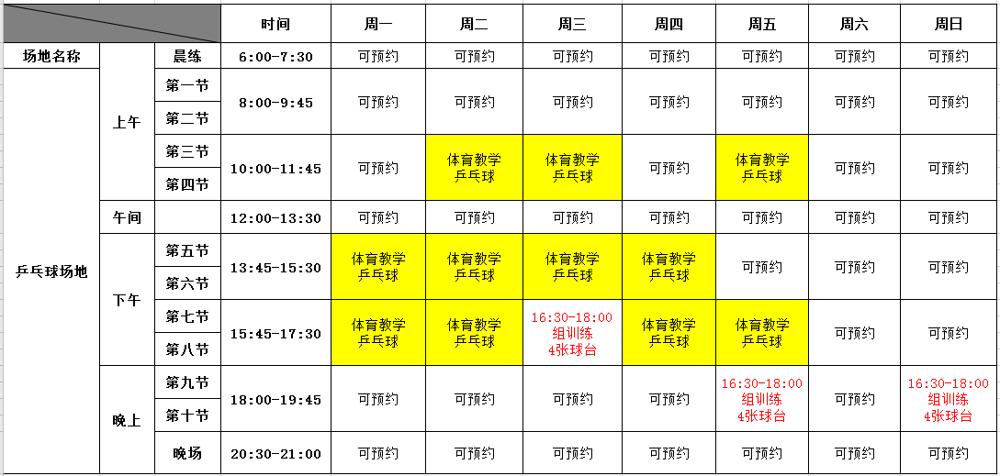 时间 周一 周二 周三 周四 周五 周六 周日
场地名称 晨练 6:00-7:30 可预约 可预约 可预约 可预约 可预约 可预约 可预约
乒乓球场地
上午
第一节
第二节
8:00-9:45 可预约 可预约 可预约 可预约 可预约 可预约 可预约
第三节
第四节
10:00-11:45 可预约
体育教学
乒乓球
体育教学
乒乓球
可预约
体育教学
乒乓球
可预约 可预约
午间 12:00-13:30 可预约 可预约 可预约 可预约 可预约 可预约 可预约
下午
第五节
第六节
13:45-15:30
体育教学
乒乓球
体育教学
乒乓球
体育教学
乒乓球
体育教学
乒乓球
可预约 可预约 可预约
第七节
第八节
15:45-17:30
体育教学
乒乓球
体育教学
乒乓球
16:30-18:00
组训练
4张球台
体育教学
乒乓球
体育教学
乒乓球
可预约 可预约
晚上
第九节
第十节
18:00-19:45 可预约 可预约 可预约 可预约
16:30-18:00
组训练
4张球台
可预约
16:30-18:00
组训练
4张球台
晚场 20:30-21:00 可预约 可预约 可预约 可预约 可预约 可预约 可预约